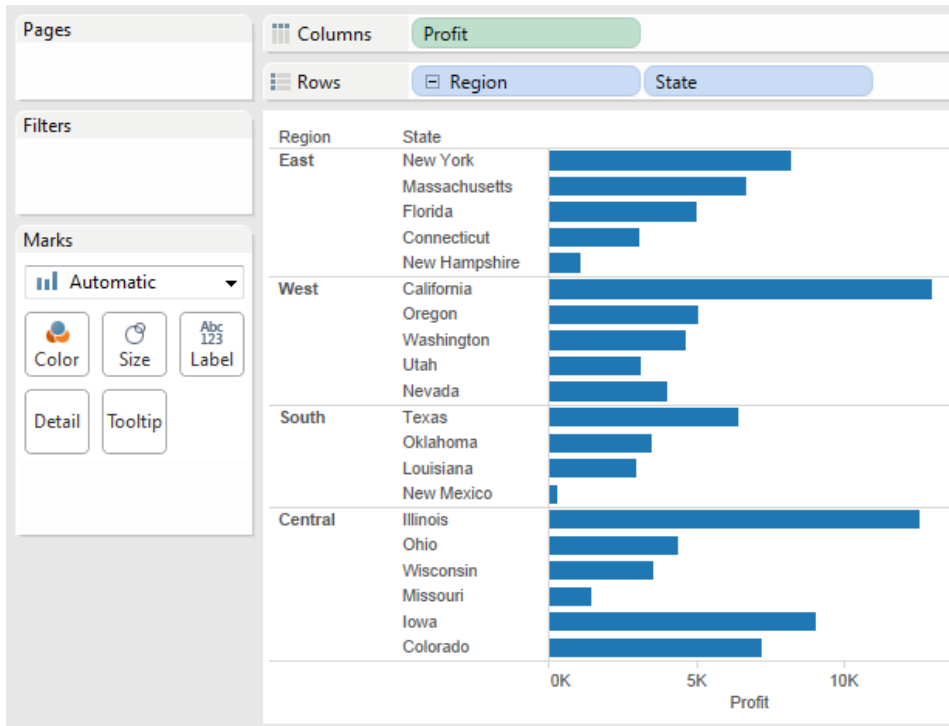 Pages
Columns
Profit
Rows
Region
State
Filters
Marks
Automatic
Color
Size
Abc
123
Label
Detail
Tooltip
Region State
East New York
Massachusetts
Florida
Connecticut
New Hampshire
West California
Oregon
Washington
Utah
Nevada
South Texas
Oklahoma
Louisiana
New Mexico
Central Illinois
Ohio
Wisconsin
Missouri
Iowa
Colorado
0K 5K 10K
Profit